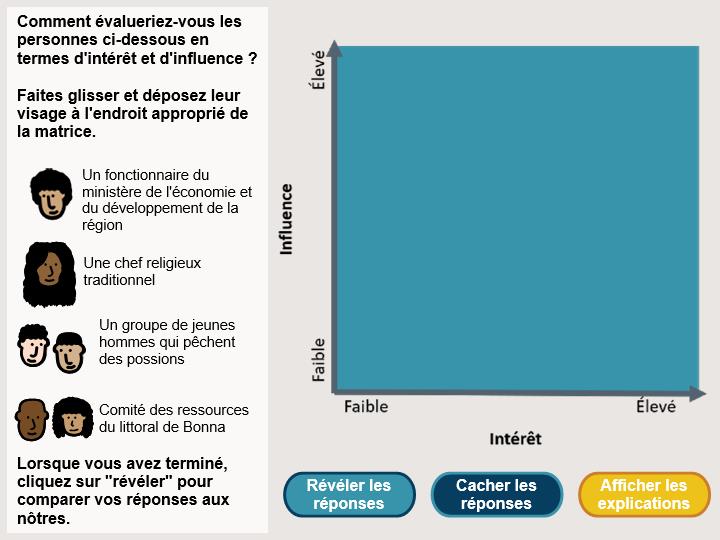 Comment évalueriez-vous les
personnes ci-dessous en
termes d'intérêt et d'influence ?
Faites glisser et déposez leur
visage à l'endroit approprié de
la matrice.
Un fonctionnaire du
ministère de l'économie et
du développement de la
région
Une chef religieux
traditionnel
Un groupe de jeunes
hommes qui pêchent
des possions
Comité des ressources
du littoral de Bonna
Lorsque vous avez terminé,
cliquez sur "révéler" pour
comparer vos réponses aux
nôtres.
Élevé
Influence
Faible
Faible
Élevé
Intérêt
Révéler les
réponses
Cacher les
réponses
Afficher les
explications